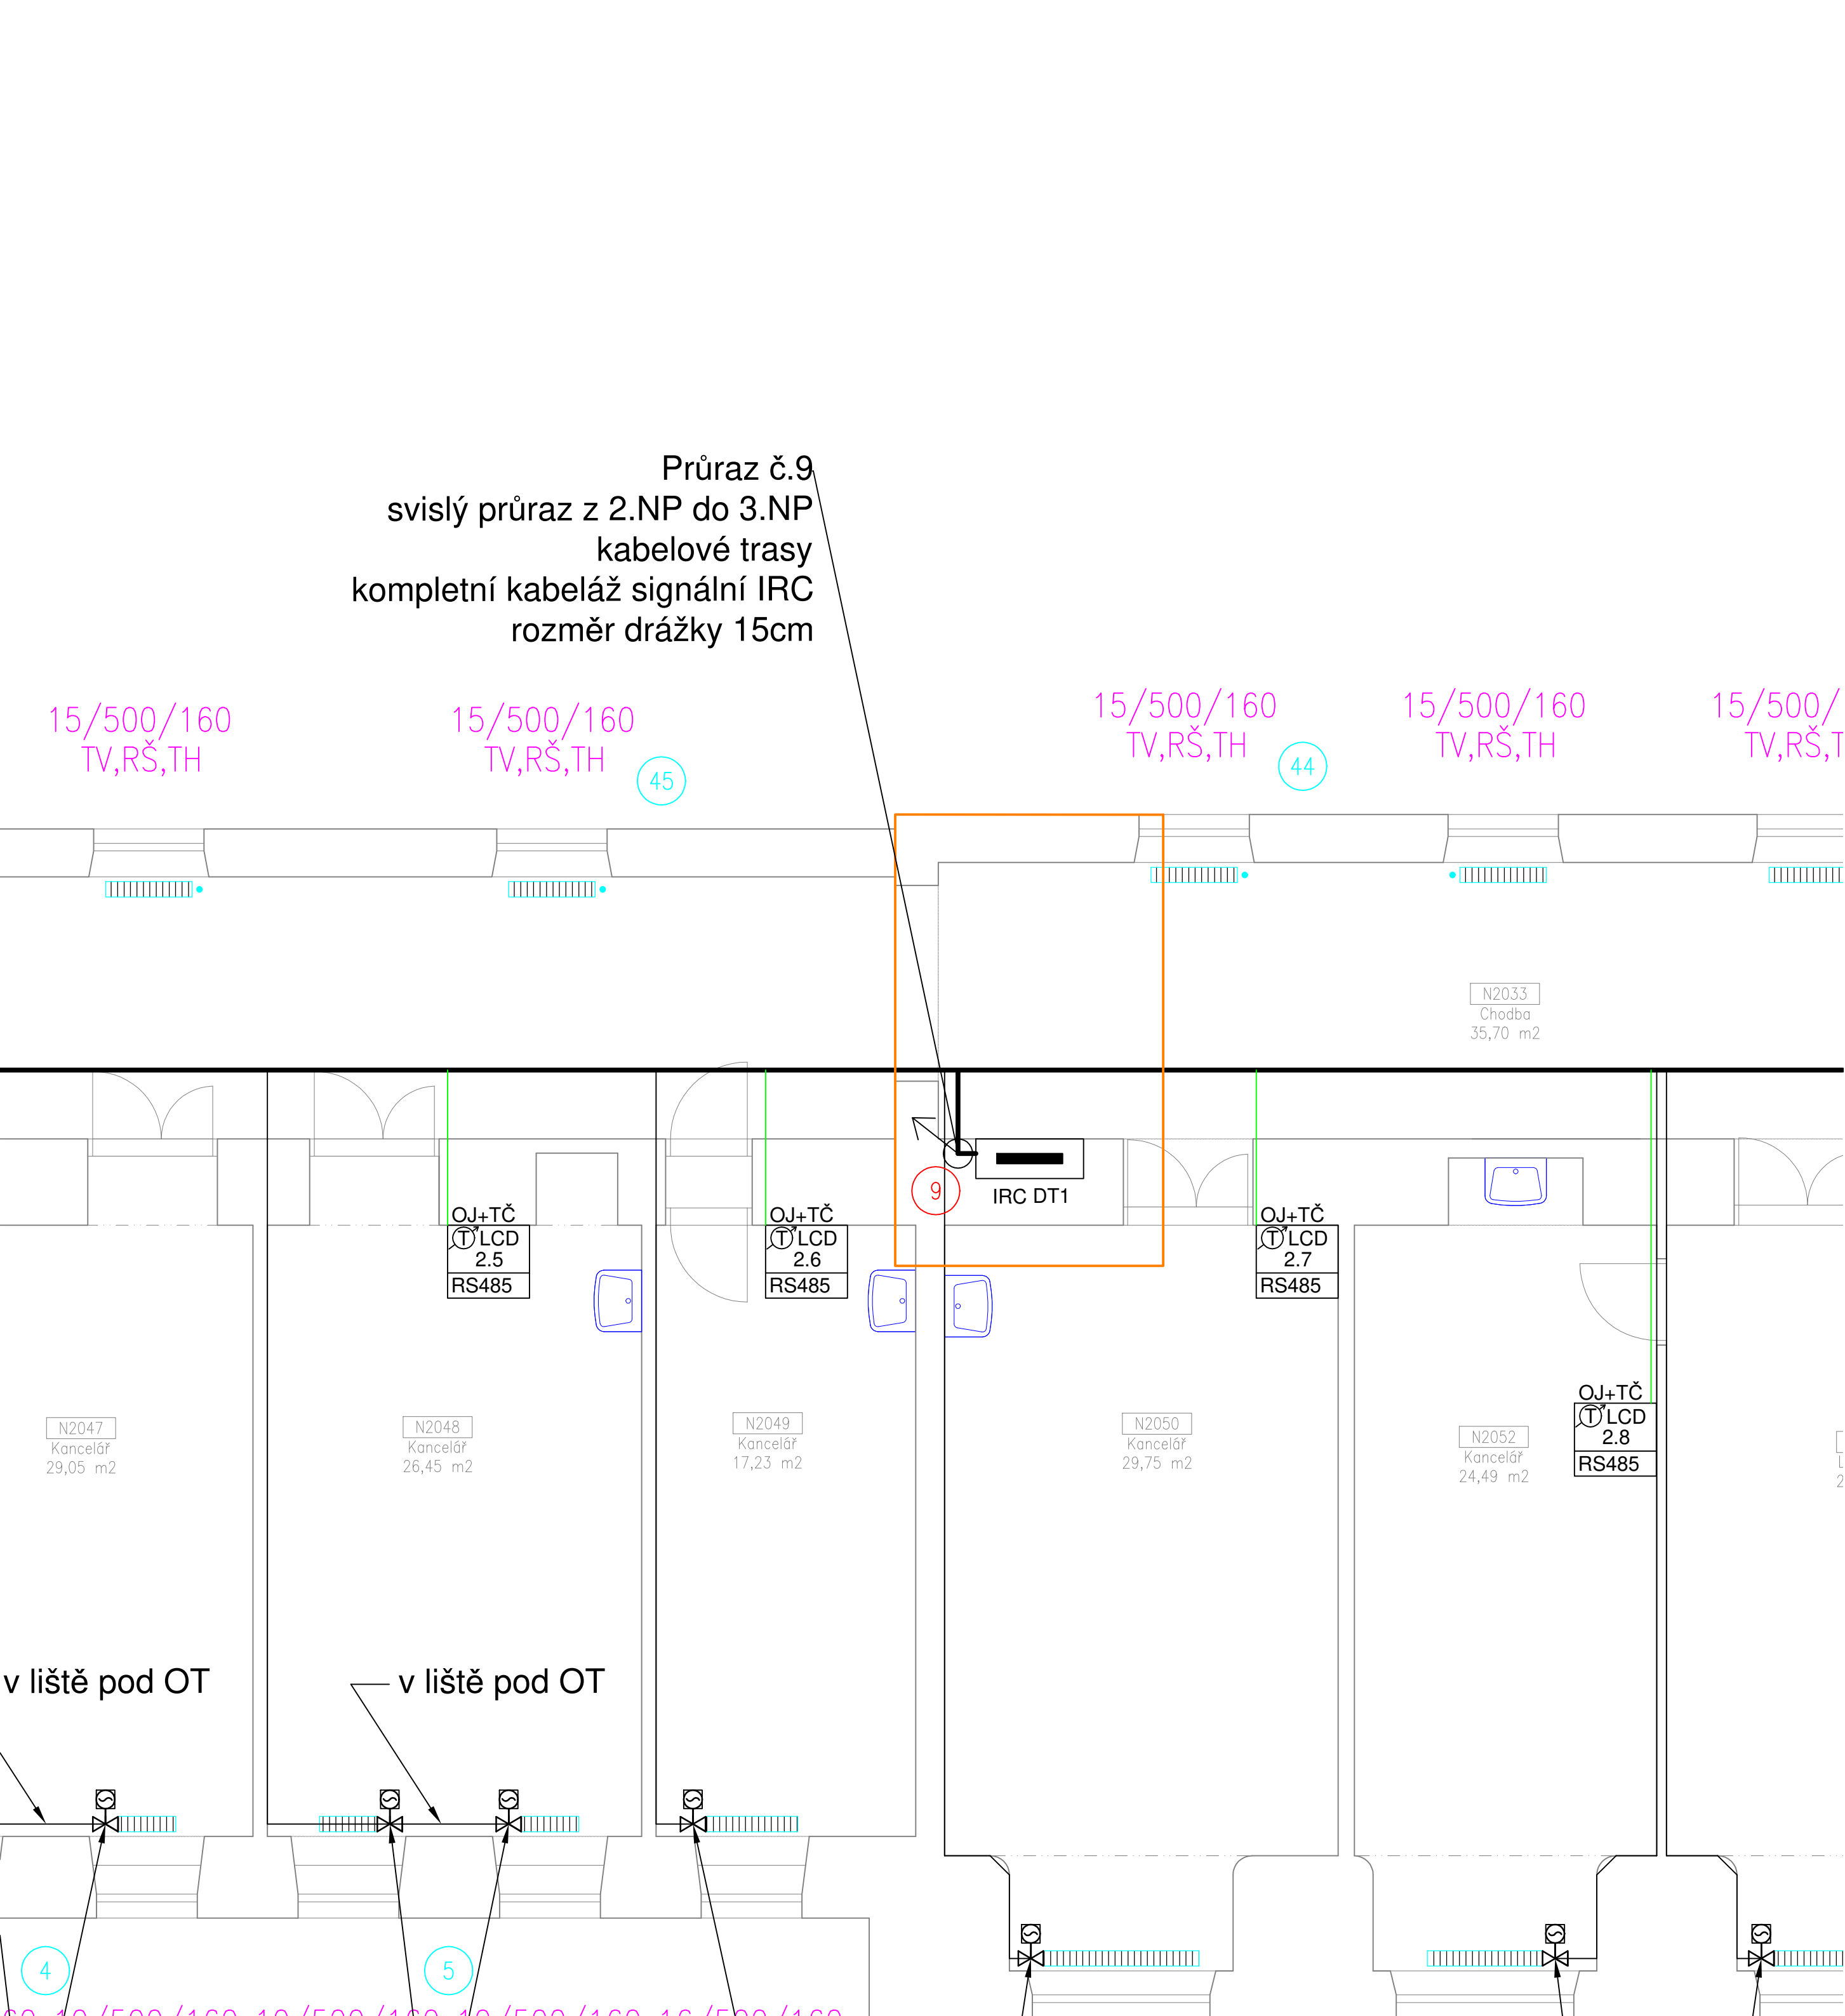 Průraz č.9
svislý průraz z 2.NP do 3.NP
kabelové trasy
kompletní kabeláž signální IRC
rozměr drážky 15cm
15/500/160
TV,RŠ,TH
15/500/160
TV,RŠ,TH
45
15/500/160
TV,RŠ,TH
44
15/500/160
TV,RŠ,TH
15/500/
N2033
Chodba
35,70 m2
9
IRC DT1
OJ+TČ
T LCD
2.5
RS485
OJ+TČ
T LCD
2.6
RS485
OJ+TČ
T LCD
2.7
RS485
OJ+TČ
T LCD
2.8
RS485
N2047
Kancelář
29,05 m2
N2048
Kancelář
26,45 m2
N2049
Kancelář
17,23 m2
N2050
Kancelář
29,75 m2
N2052
Kancelář
24,49 m2
v liště pod OT
v liště pod OT
4
5